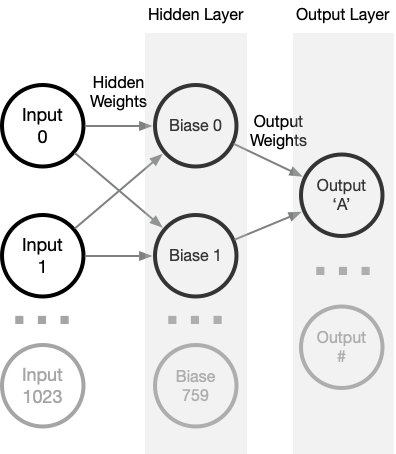 Hidden Layer
Output Layer
Hidden
Weights
Input
0
Biase 0
Output
Weights
Output
‘A’
Input
1
Biase 1
Input
1023
Biase
759
Output
#